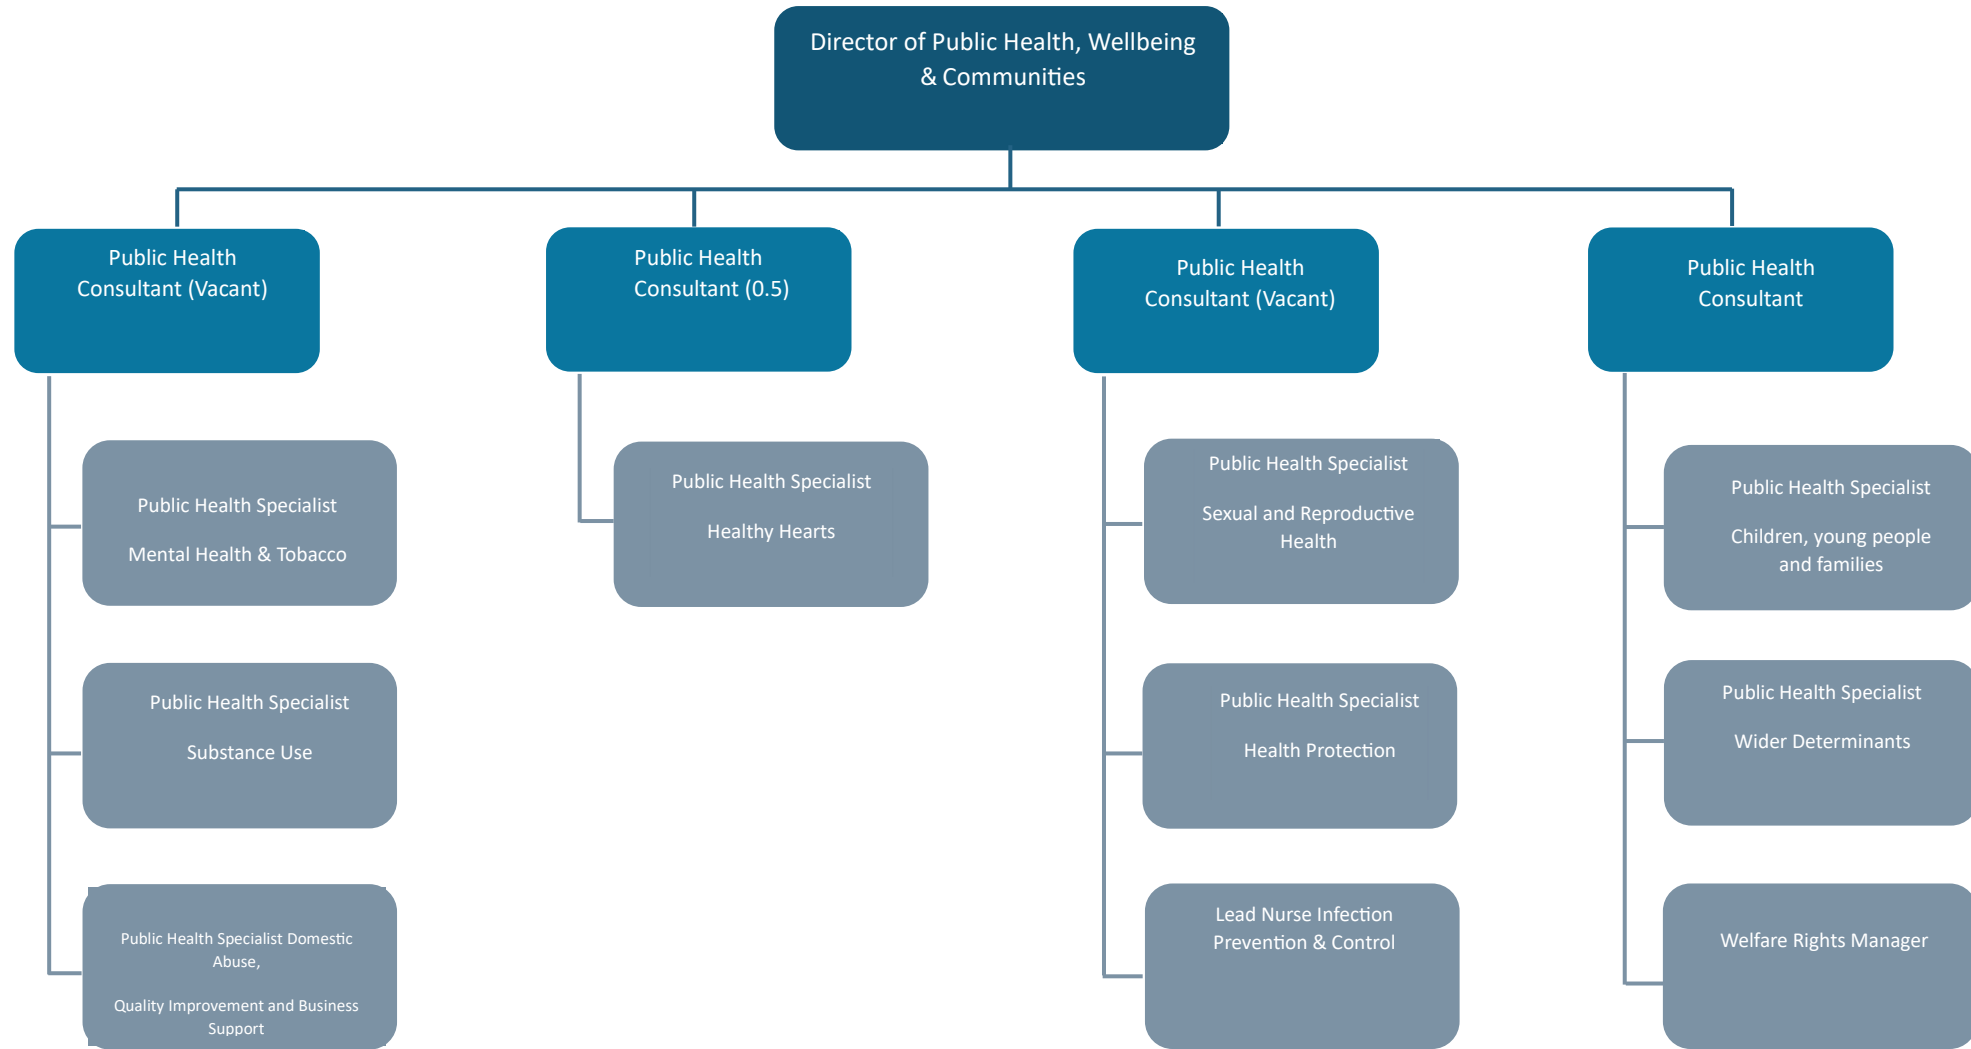 Director of Public Health, Wellbeing
& Communities
Public Health
Consultant (Vacant)
Public Health
Consultant (0.5)
Public Health
Consultant (Vacant)
Public Health
Consultant
Public Health Specialist
Mental Health & Tobacco
Public Health Specialist
Healthy Hearts
Public Health Specialist
Sexual and Reproductive
Health
Public Health Specialist
Children, young people
and families
Public Health Specialist
Substance Use
Public Health Specialist
Health Protection
Public Health Specialist
Wider Determinants
Public Health Specialist Domestic
Abuse,
Quality Improvement and Business
Support
Lead Nurse Infection
Prevention & Control
Welfare Rights Manager